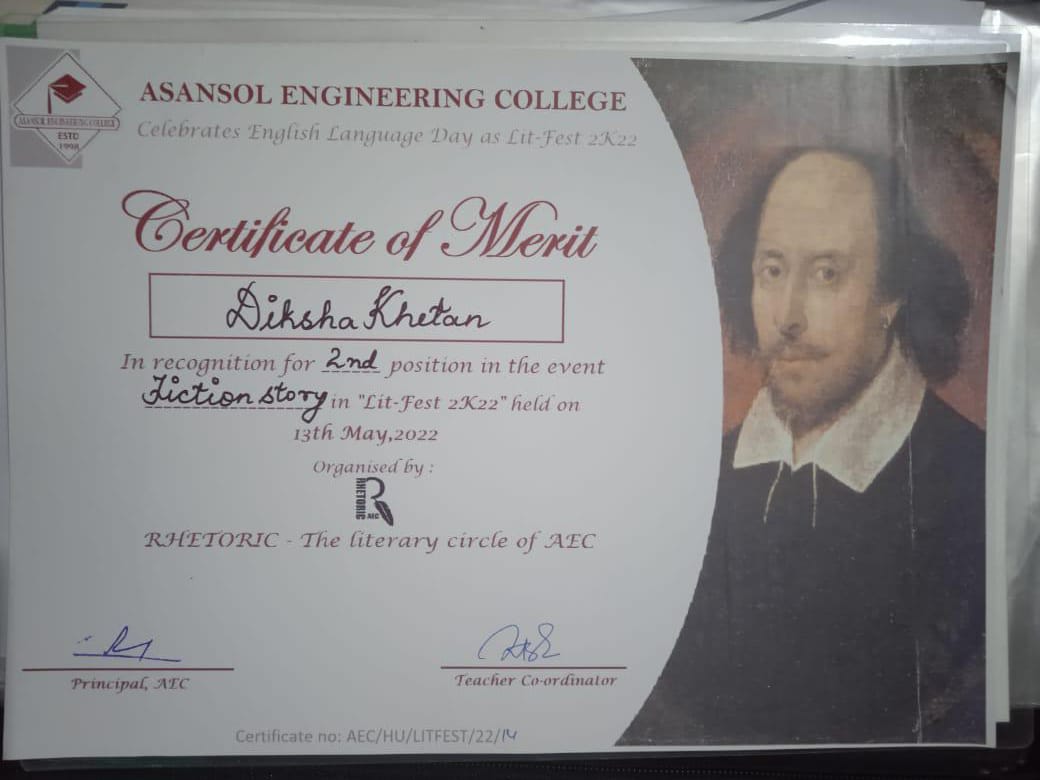 ASANSOL ENGINEERING COLLEGE
Celebrates English Language Day as Lit-Fest 2K22
ASANSOL ENGINEERING COLLEGE
ESTD
1998
Certificate of Merit
Diksha Khetan
In recognition for 2nd position in the event
Fiction story in "Lit-Fest 2K22" held on
13th May,2022
Organised by :
RHETORIC
AEC
RHETORIC - The literary circle of AEC
Principal, AEC
Teacher Co-ordinator
Certificate no: AEC/HU/LITFEST/22/14